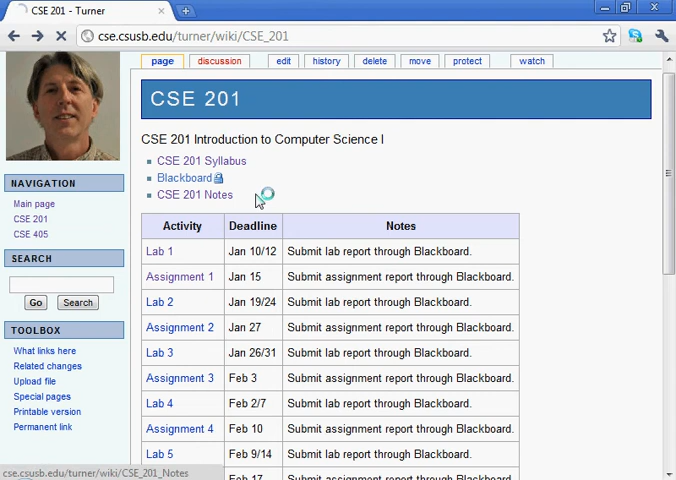 CSE 201 - Turner
cse.csusb.edu/turner/wiki/CSE_201
page discussion edit history delete move protect watch
CSE 201
CSE 201 Introduction to Computer Science I
CSE 201 Syllabus
Blackboard
CSE 201 Notes
NAVIGATION
Main page
CSE 201
CSE 405
SEARCH
Go Search
TOOLBOX
What links here
Related changes
Upload file
Special pages
Printable version
Permanent link
Activity Deadline Notes
Lab 1 Jan 10/12 Submit lab report through Blackboard.
Assignment 1 Jan 15 Submit assignment report through Blackboard.
Lab 2 Jan 19/24 Submit lab report through Blackboard.
Assignment 2 Jan 27 Submit assignment report through Blackboard.
Lab 3 Jan 26/31 Submit lab report through Blackboard.
Assignment 3 Feb 3 Submit assignment report through Blackboard.
Lab 4 Feb 2/7 Submit lab report through Blackboard.
Assignment 4 Feb 10 Submit assignment report through Blackboard.
Lab 5 Feb 9/14 Submit lab report through Blackboard.
Feb 17 Submit assignment report through Blackboard.
cse.csusb.edu/turner/wiki/CSE_201_Notes